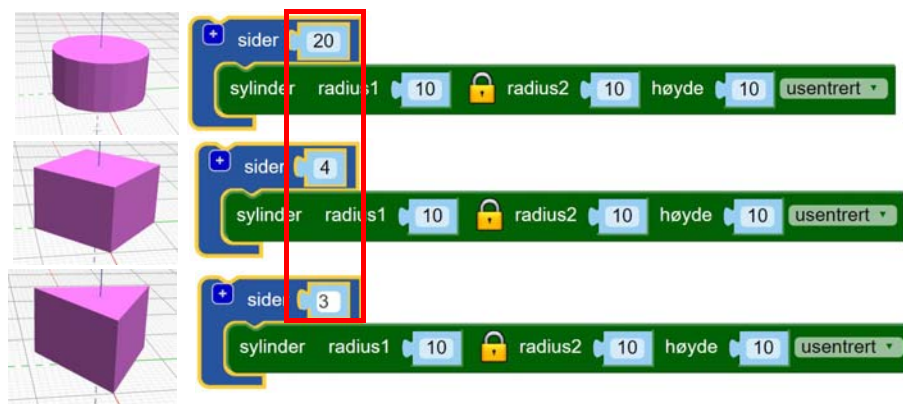 sider 20
sylinder radius1 10 radius2 10 høyde 10 usentrert
sider 4
sylinder radius1 10 radius2 10 høyde 10 usentrert
sider 3
sylinder radius1 10 radius2 10 høyde 10 usentrert